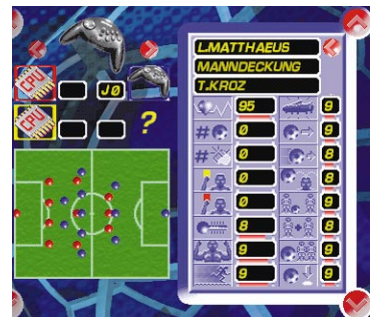 L.MATTHAEUS
MANNDECKUNG
T.KROZ
CPU J0
CPU ?
95 9
# 0 9
# 0 8
0 8
0 9
8 8
9 9
9 9